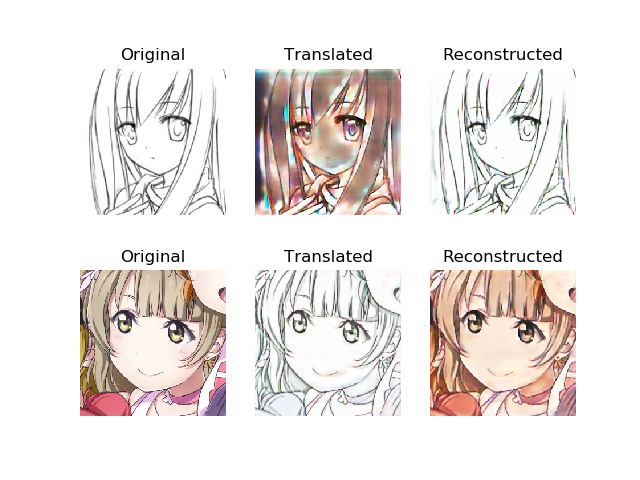 Original
Translated
Reconstructed
Original
Translated
Reconstructed